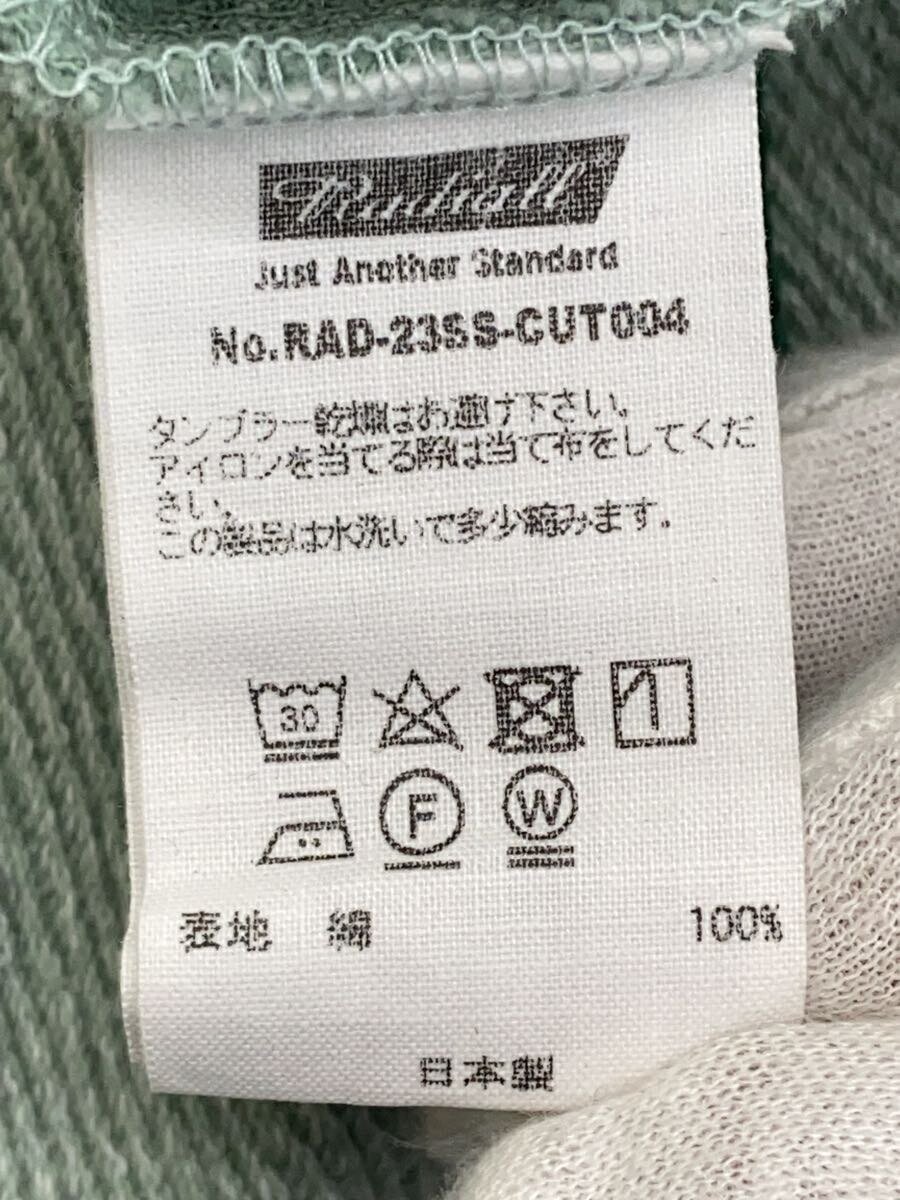 Radiall
Just Another Standard
No.RAD-23SS-CUT004
タンブラー乾燥はお避け下さい。
アイロンを当てる際は当て布をしてくだ
さい。
この製品は水洗いで多少縮みます。
30
F
W
表地 綿 100%
日本製